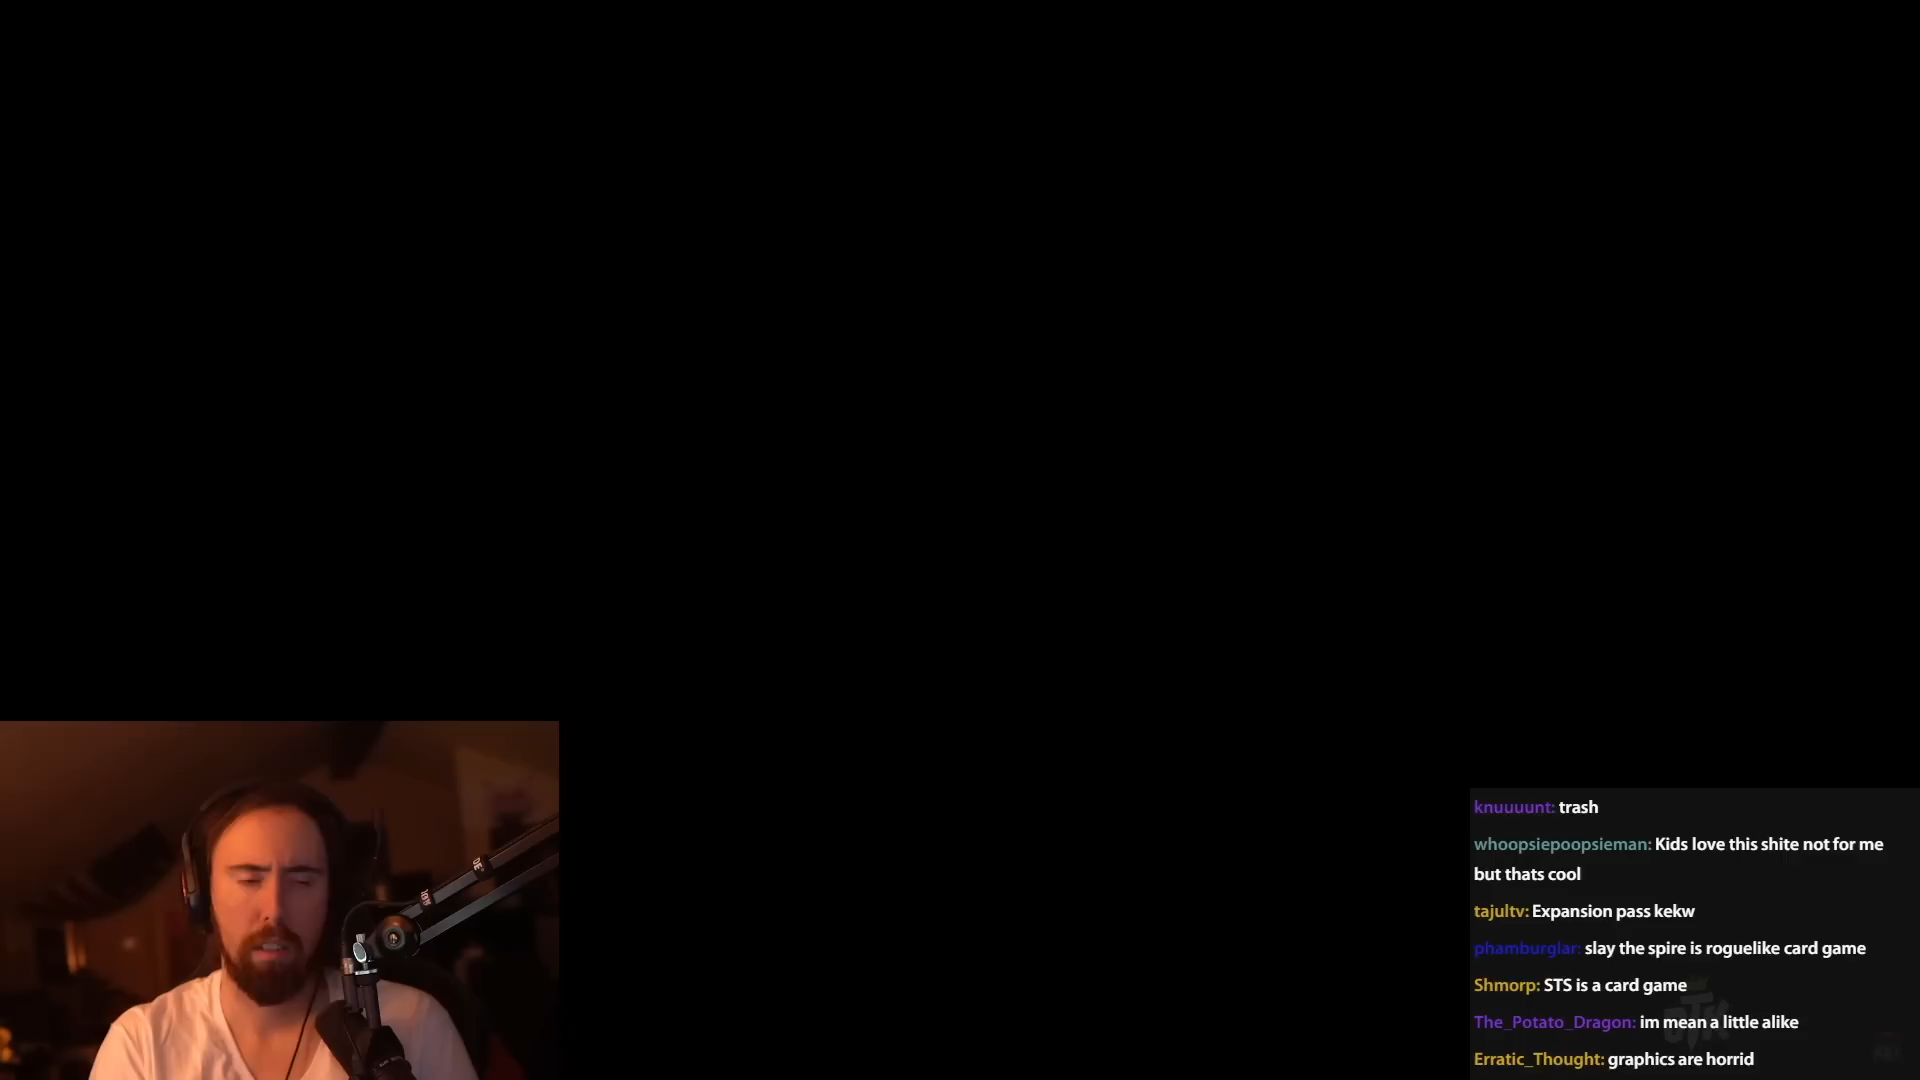 knuuuunt: trash
whoopsiepoopsieman: Kids love this shite not for me
but thats cool
tajultv: Expansion pass kekw
phamburglar: slay the spire is roguelike card game
Shmorp: STS is a card game
The_Potato_Dragon: im mean a little alike
Erratic_Thought: graphics are horrid